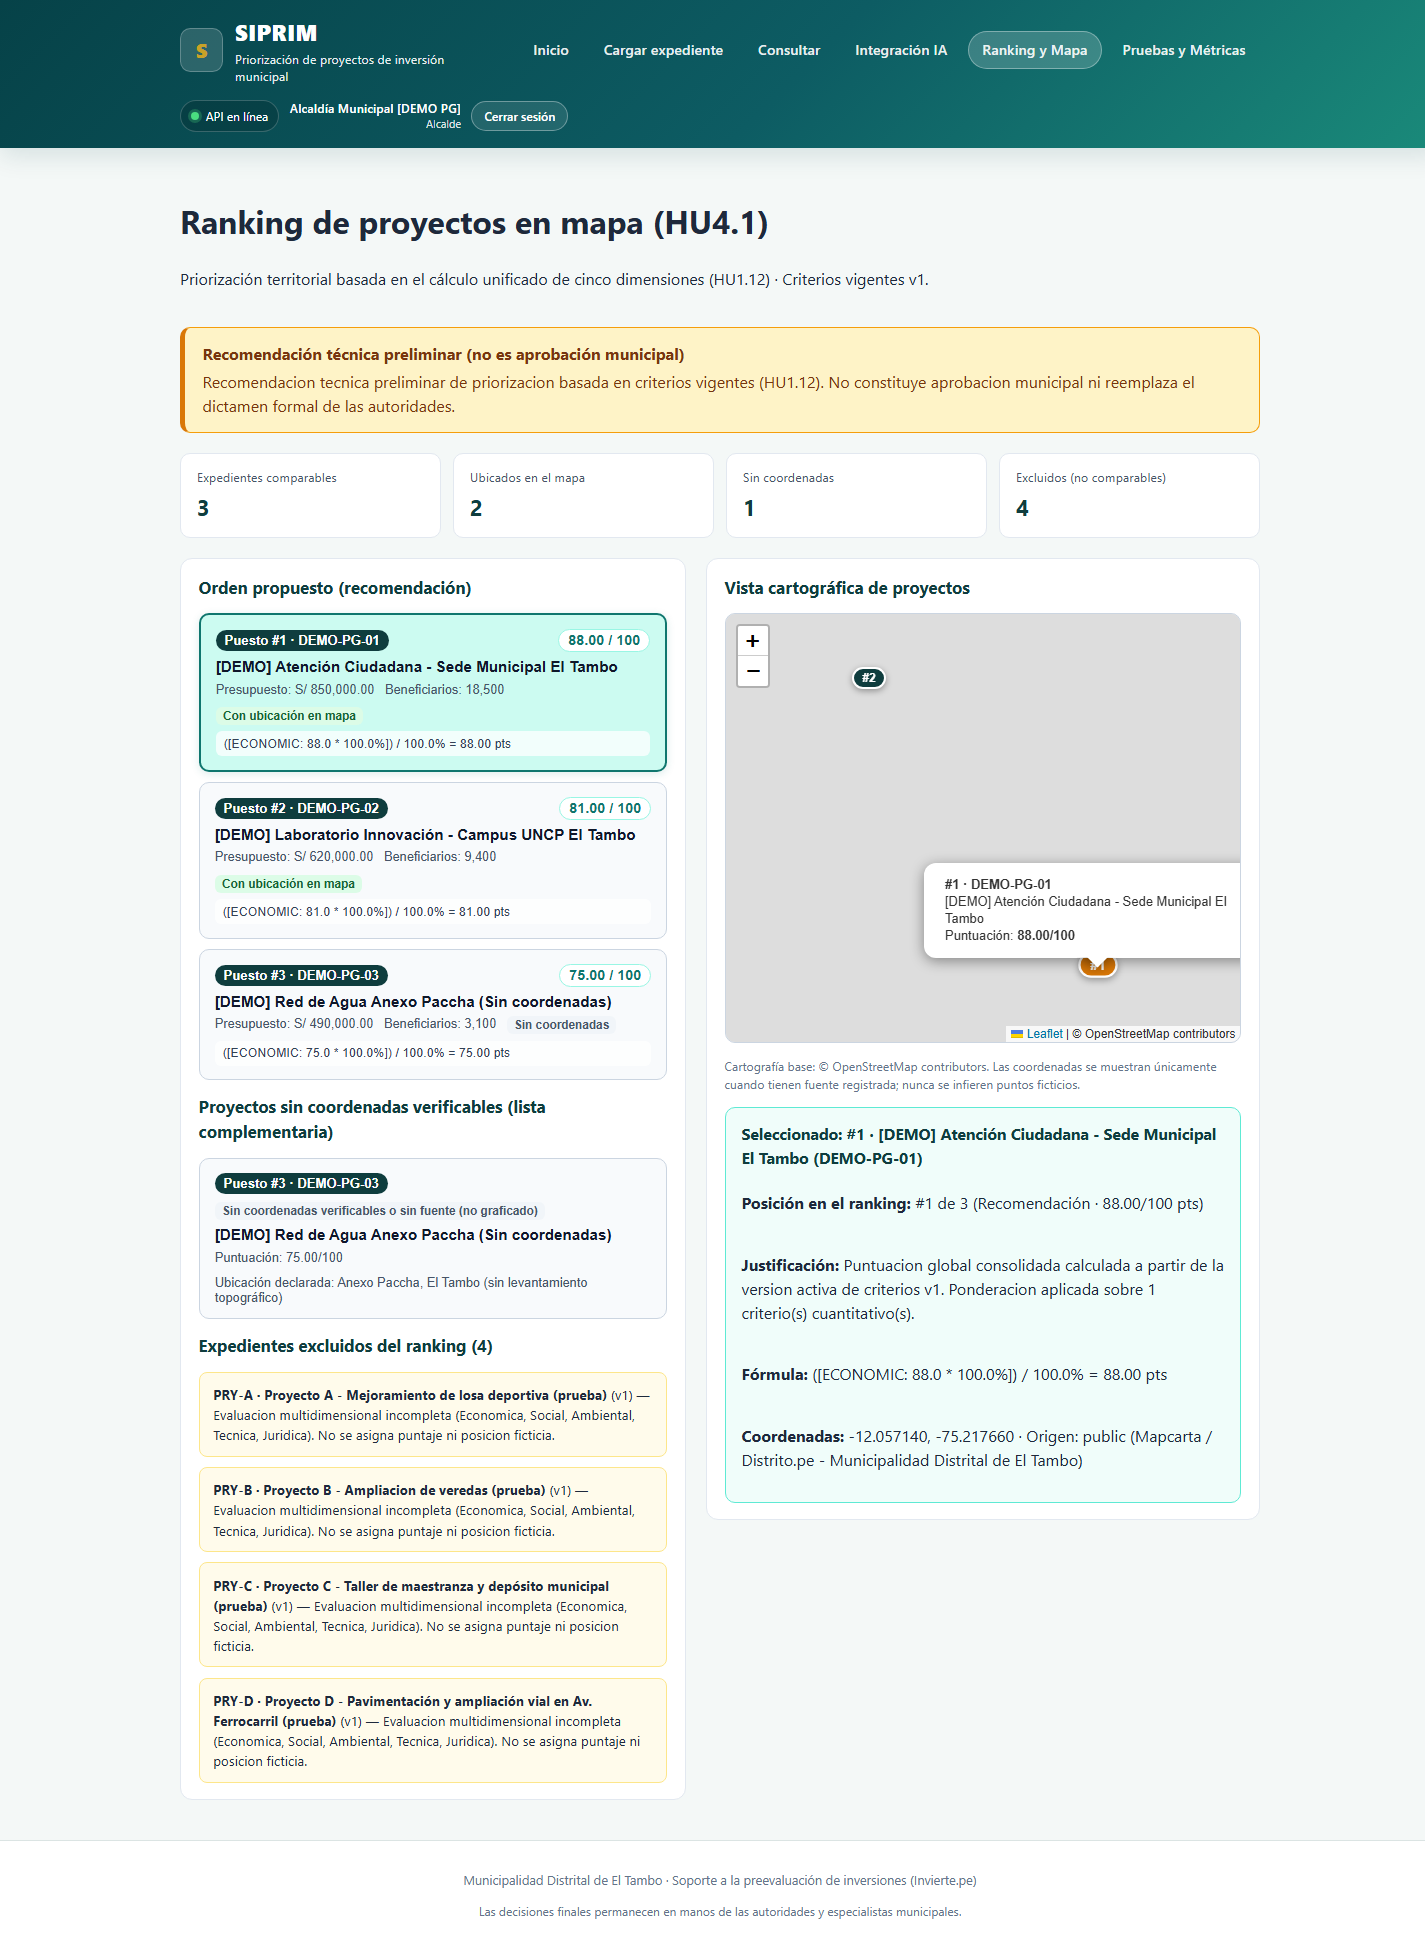 S
SIPRIM
Priorización de proyectos de inversión
municipal
Inicio
Cargar expediente
Consultar
Integración IA
Ranking y Mapa
Pruebas y Métricas
API en línea
Alcaldía Municipal [DEMO PG]
Alcalde
Cerrar sesión
Ranking de proyectos en mapa (HU4.1)
Priorización territorial basada en el cálculo unificado de cinco dimensiones (HU1.12) · Criterios vigentes v1.
Recomendación técnica preliminar (no es aprobación municipal)
Recomendacion tecnica preliminar de priorizacion basada en criterios vigentes (HU1.12). No constituye aprobacion municipal ni reemplaza el
dictamen formal de las autoridades.
Expedientes comparables
3
Ubicados en el mapa
2
Sin coordenadas
1
Excluidos (no comparables)
4
Orden propuesto (recomendación)
Puesto #1 · DEMO-PG-01
88.00 / 100
[DEMO] Atención Ciudadana - Sede Municipal El Tambo
Presupuesto: S/ 850,000.00 Beneficiarios: 18,500
Con ubicación en mapa
([ECONOMIC: 88.0 * 100.0%]) / 100.0% = 88.00 pts
Puesto #2 · DEMO-PG-02
81.00 / 100
[DEMO] Laboratorio Innovación - Campus UNCP El Tambo
Presupuesto: S/ 620,000.00 Beneficiarios: 9,400
Con ubicación en mapa
([ECONOMIC: 81.0 * 100.0%]) / 100.0% = 81.00 pts
Puesto #3 · DEMO-PG-03
75.00 / 100
[DEMO] Red de Agua Anexo Paccha (Sin coordenadas)
Presupuesto: S/ 490,000.00 Beneficiarios: 3,100 Sin coordenadas
([ECONOMIC: 75.0 * 100.0%]) / 100.0% = 75.00 pts
Proyectos sin coordenadas verificables (lista
complementaria)
Puesto #3 · DEMO-PG-03
Sin coordenadas verificables o sin fuente (no graficado)
[DEMO] Red de Agua Anexo Paccha (Sin coordenadas)
Puntuación: 75.00/100
Ubicación declarada: Anexo Paccha, El Tambo (sin levantamiento
topográfico)
Expedientes excluidos del ranking (4)
PRY-A · Proyecto A - Mejoramiento de losa deportiva (prueba) (v1) —
Evaluacion multidimensional incompleta (Economica, Social, Ambiental,
Tecnica, Juridica). No se asigna puntaje ni posicion ficticia.
PRY-B · Proyecto B - Ampliacion de veredas (prueba) (v1) —
Evaluacion multidimensional incompleta (Economica, Social, Ambiental,
Tecnica, Juridica). No se asigna puntaje ni posicion ficticia.
PRY-C · Proyecto C - Taller de maestranza y depósito municipal
(prueba) (v1) — Evaluacion multidimensional incompleta (Economica,
Social, Ambiental, Tecnica, Juridica). No se asigna puntaje ni posicion
ficticia.
PRY-D · Proyecto D - Pavimentación y ampliación vial en Av.
Ferrocarril (prueba) (v1) — Evaluacion multidimensional incompleta
(Economica, Social, Ambiental, Tecnica, Juridica). No se asigna puntaje ni
posicion ficticia.
Vista cartográfica de proyectos
+
−
#2
#1 · DEMO-PG-01
[DEMO] Atención Ciudadana - Sede Municipal El
Tambo
Puntuación: 88.00/100
#1
Leaflet | © OpenStreetMap contributors
Cartografía base: © OpenStreetMap contributors. Las coordenadas se muestran únicamente
cuando tienen fuente registrada; nunca se infieren puntos ficticios.
Seleccionado: #1 · [DEMO] Atención Ciudadana - Sede Municipal
El Tambo (DEMO-PG-01)
Posición en el ranking: #1 de 3 (Recomendación · 88.00/100 pts)
Justificación: Puntuacion global consolidada calculada a partir de la
version activa de criterios v1. Ponderacion aplicada sobre 1
criterio(s) cuantitativo(s).
Fórmula: ([ECONOMIC: 88.0 * 100.0%]) / 100.0% = 88.00 pts
Coordenadas: -12.057140, -75.217660 · Origen: public (Mapcarta /
Distrito.pe - Municipalidad Distrital de El Tambo)
Municipalidad Distrital de El Tambo · Soporte a la preevaluación de inversiones (Invierte.pe)
Las decisiones finales permanecen en manos de las autoridades y especialistas municipales.